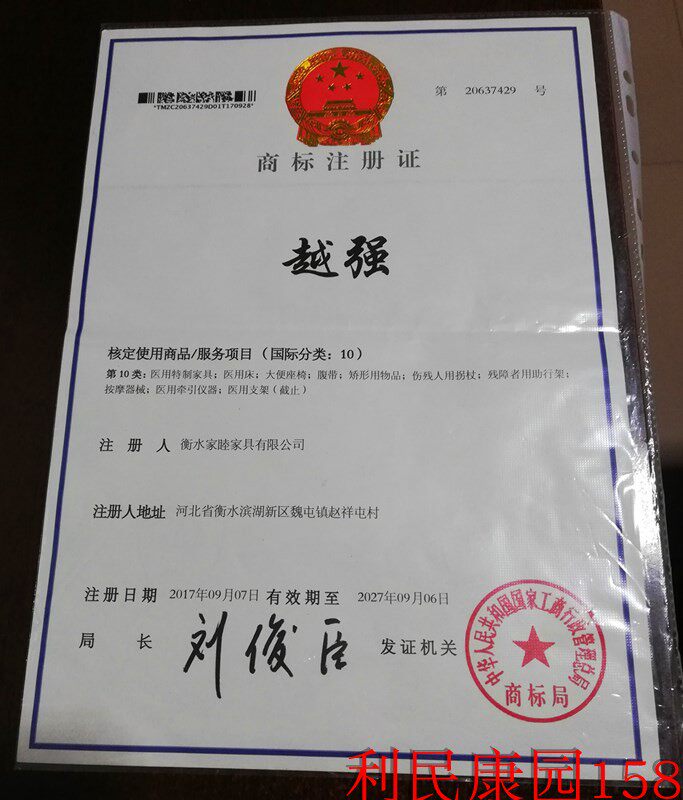 第 20637429 号
*TMZC20637429D01T170928*
商标注册证
越强
核定使用商品/服务项目（国际分类：10）
第10类：医用特制家具；医用床；大便座椅；腹带；矫形用物品；伤残人用拐杖；残障者用助行架；
按摩器械；医用牵引仪器；医用支架（截止）
注 册 人 衡水家睦家具有限公司
注册人地址 河北省衡水滨湖新区魏屯镇赵祥屯村
注册日期 2017年09月07日 有效期至 2027年09月06日
局 长 刘俊臣 发证机关
中华人民共和国国家工商行政管理总局
商标局
利民康园158